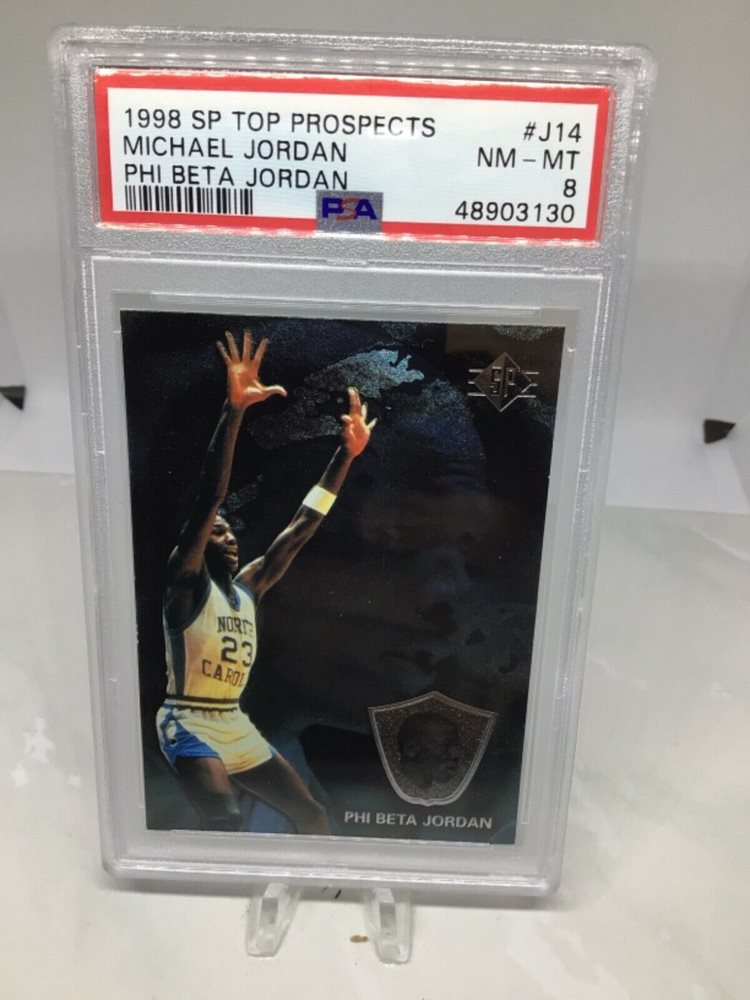 1998 SP TOP PROSPECTS #J14
MICHAEL JORDAN NM - MT
PHI BETA JORDAN 8
PSA 48903130
SP
NORTH
23
CAROL
PHI BETA JORDAN